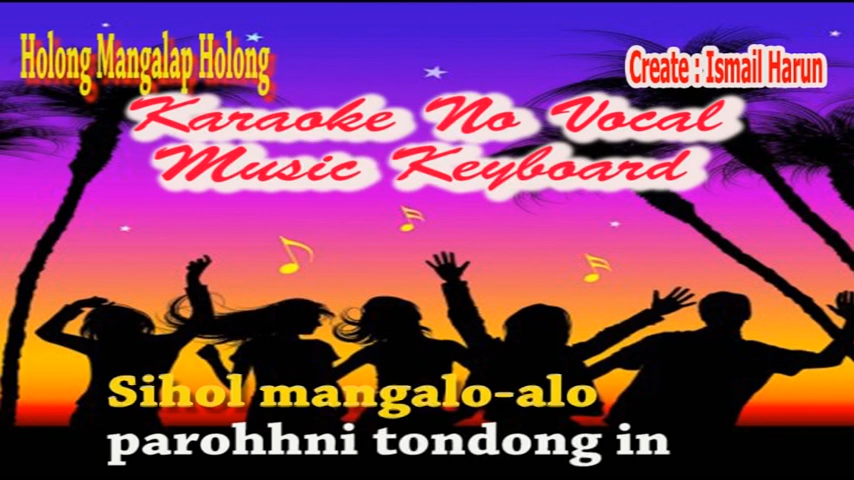 Holong Mangalap Holong
Create : Ismail Harun
Karaoke No Vocal
Music Keyboard
Sihol mangalo-alo
parohhni tondong in